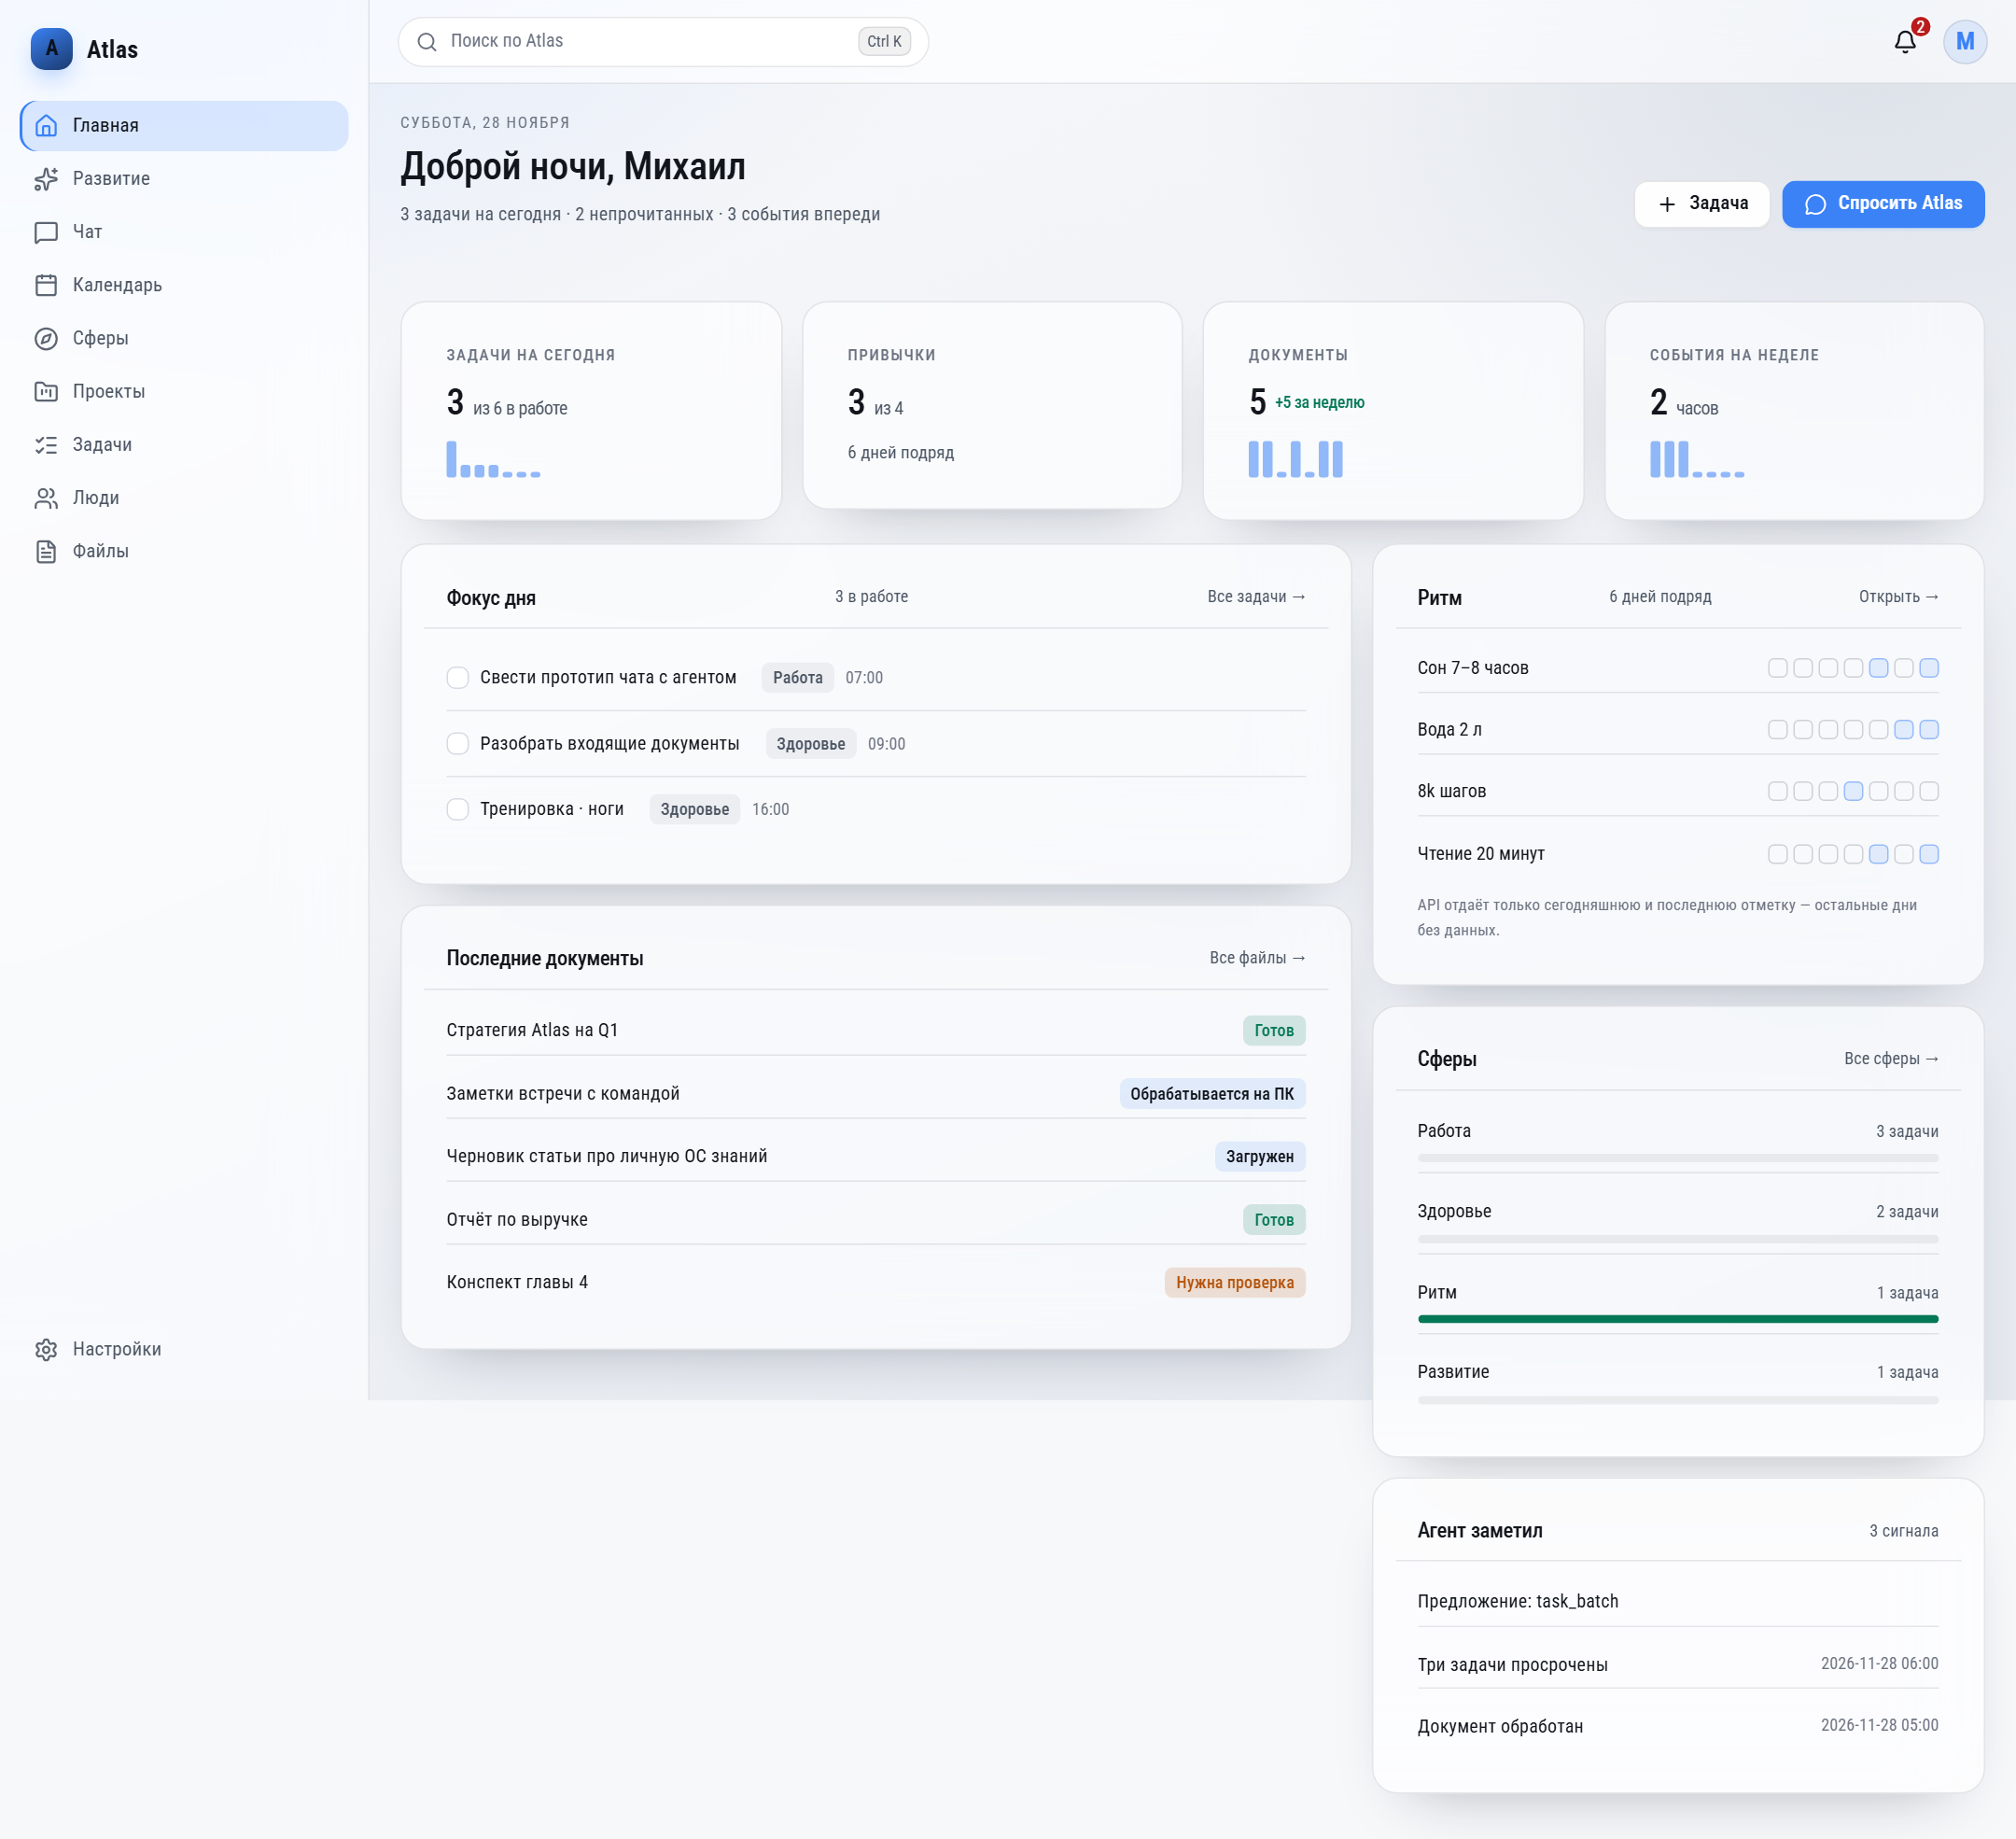 A Atlas
Главная
Развитие
Чат
Календарь
Сферы
Проекты
Задачи
Люди
Файлы
Настройки
Поиск по Atlas Ctrl K
2 М
СУББОТА, 28 НОЯБРЯ
Доброй ночи, Михаил
3 задачи на сегодня · 2 непрочитанных · 3 события впереди
Задача
Спросить Atlas
ЗАДАЧИ НА СЕГОДНЯ
3 из 6 в работе
ПРИВЫЧКИ
3 из 4
6 дней подряд
ДОКУМЕНТЫ
5 +5 за неделю
СОБЫТИЯ НА НЕДЕЛЕ
2 часов
Фокус дня 3 в работе Все задачи →
Свести прототип чата с агентом Работа 07:00
Разобрать входящие документы Здоровье 09:00
Тренировка · ноги Здоровье 16:00
Последние документы Все файлы →
Стратегия Atlas на Q1 Готов
Заметки встречи с командой Обрабатывается на ПК
Черновик статьи про личную ОС знаний Загружен
Отчёт по выручке Готов
Конспект главы 4 Нужна проверка
Ритм 6 дней подряд Открыть →
Сон 7–8 часов
Вода 2 л
8k шагов
Чтение 20 минут
API отдаёт только сегодняшнюю и последнюю отметку — остальные дни
без данных.
Сферы Все сферы →
Работа 3 задачи
Здоровье 2 задачи
Ритм 1 задача
Развитие 1 задача
Агент заметил 3 сигнала
Предложение: task_batch
Три задачи просрочены 2026-11-28 06:00
Документ обработан 2026-11-28 05:00